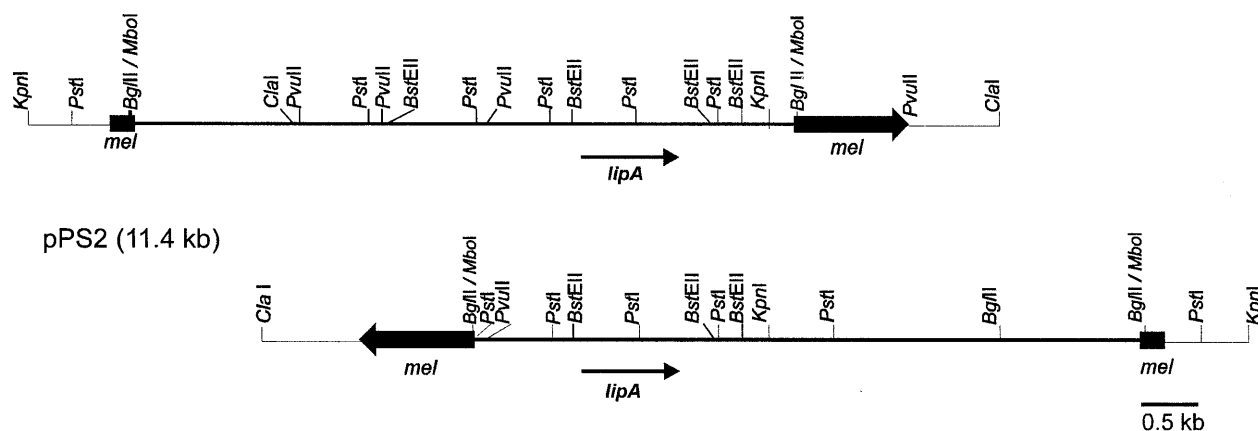 KpnI PstI BglII / MboI ClaI PvuII PstI PvuII BstEII PstI PvuII PstI BstEII PstI BstEII PstI BstEII KpnI Bgl II / MboI PvuII ClaI
mel mel
lipA
pPS2 (11.4 kb)
Cla I BglII / MboI PstI PvuII PstI BstEII PstI BstEII PstI BstEII KpnI PstI BglII BglII / MboI PstI KpnI
mel mel
lipA
0.5 kb